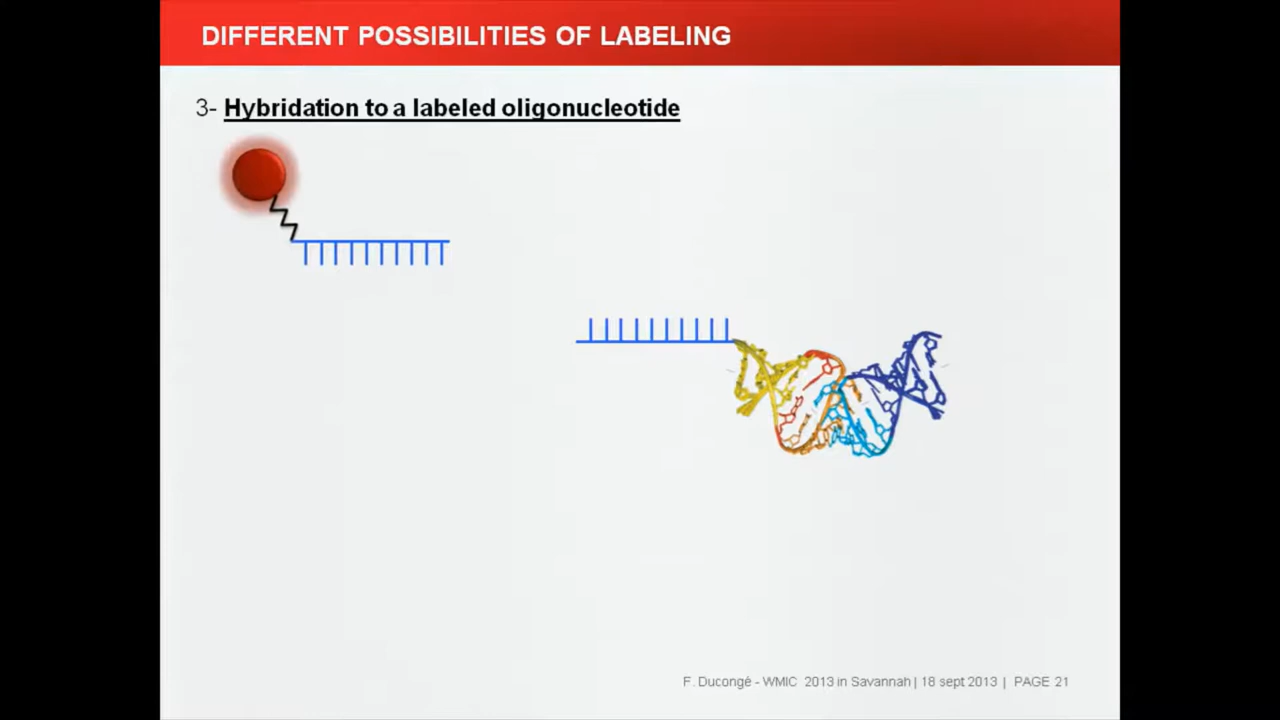 DIFFERENT POSSIBILITIES OF LABELING
3- Hybridation to a labeled oligonucleotide
F. Ducongé - WMIC 2013 in Savannah | 18 sept 2013 | PAGE 21